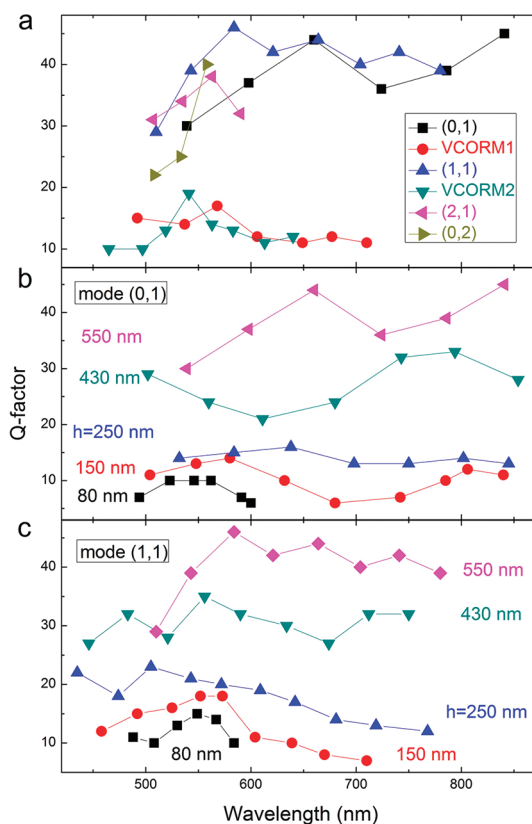 a
40
30
20
10
(0,1)
VCORM1
(1,1)
VCORM2
(2,1)
(0,2)
b
mode (0,1)
40
30
20
10
550 nm
430 nm
h=250 nm
150 nm
80 nm
Q-factor
c
mode (1,1)
40
30
20
10
550 nm
430 nm
h=250 nm
80 nm
150 nm
500 600 700 800
Wavelength (nm)